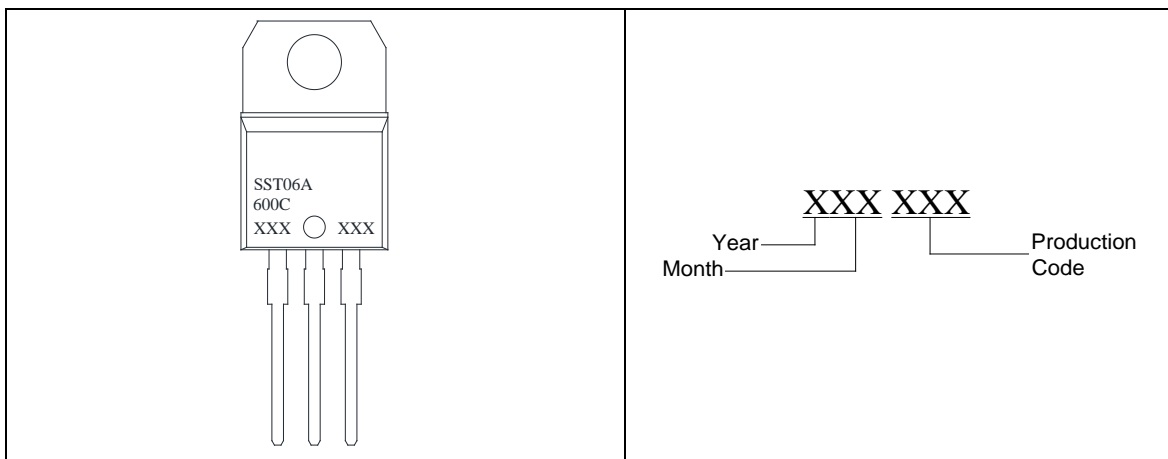 SST06A
600C
XXX XXX
XXX XXX
Year
Month
Production
Code